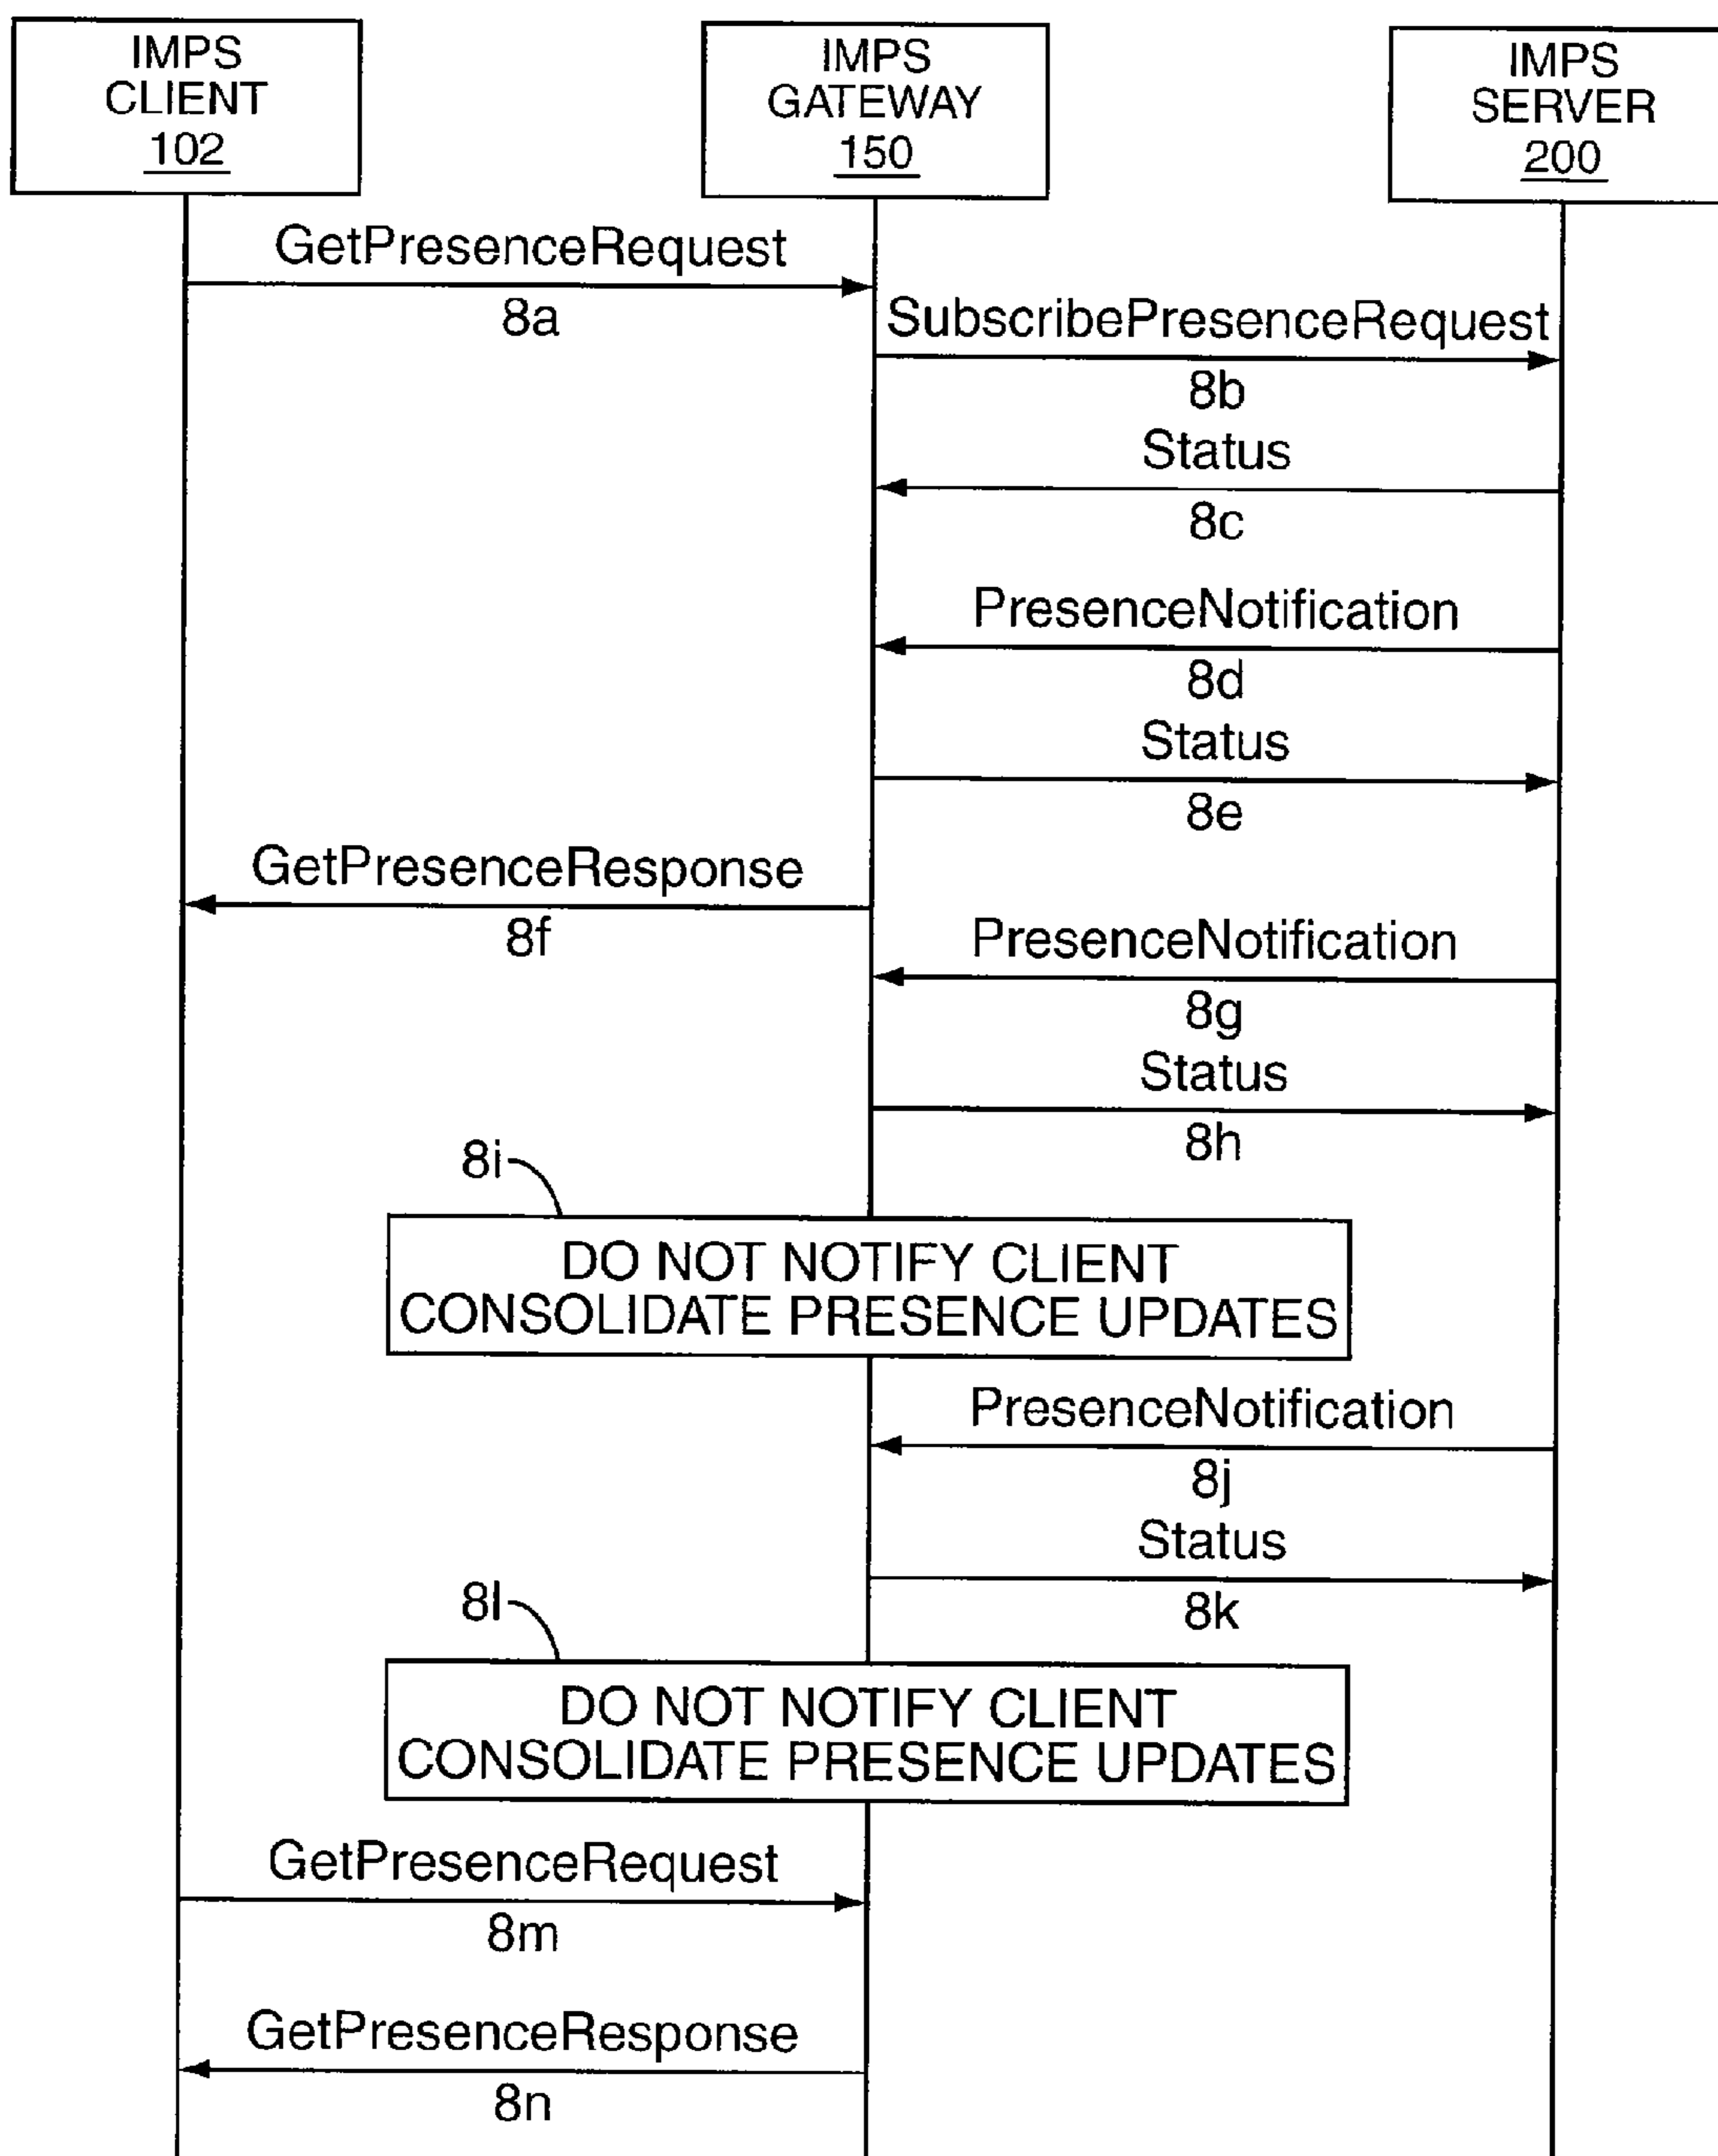 IMPS
CLIENT
102
IMPS
GATEWAY
150
IMPS
SERVER
200
GetPresenceRequest
8a
SubscribePresenceRequest
8b
Status
8c
PresenceNotification
8d
Status
8e
GetPresenceResponse
8f
PresenceNotification
8g
Status
8h
8i
DO NOT NOTIFY CLIENT
CONSOLIDATE PRESENCE UPDATES
PresenceNotification
8j
Status
8k
8l
DO NOT NOTIFY CLIENT
CONSOLIDATE PRESENCE UPDATES
GetPresenceRequest
8m
GetPresenceResponse
8n